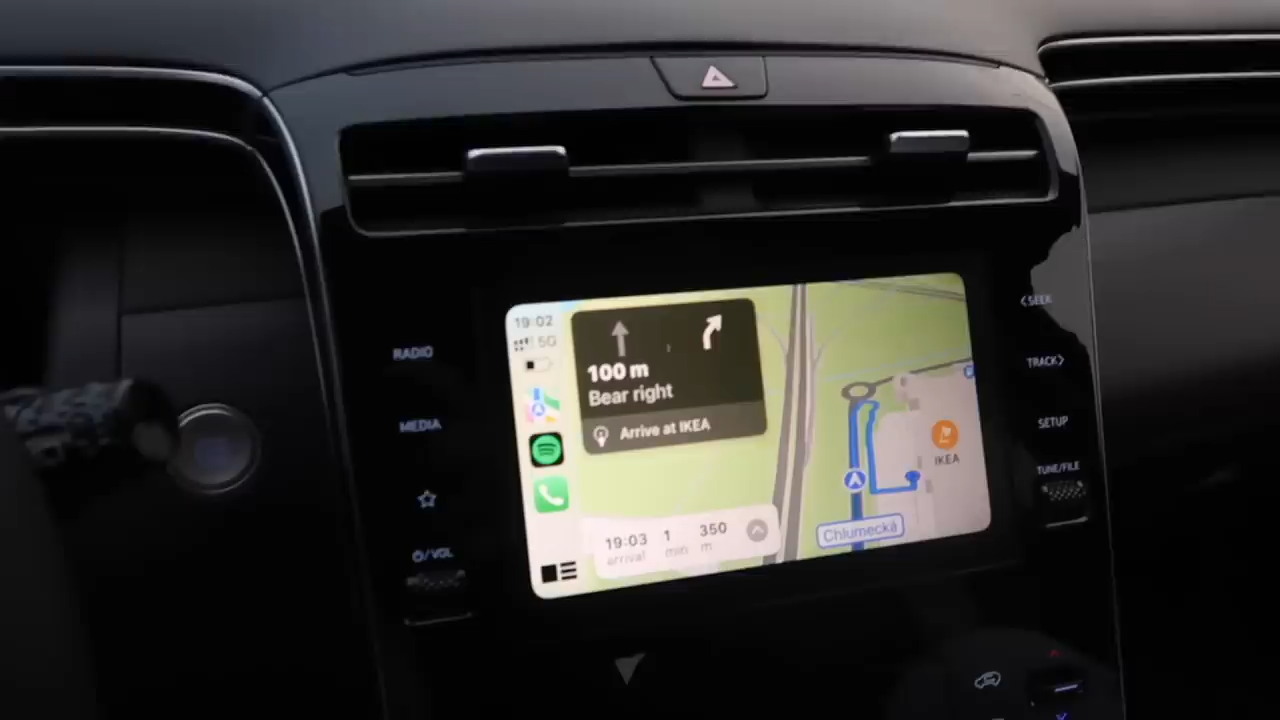 RADIO
MEDIA
/VOL
19:02
5G
100 m
Bear right
Arrive at IKEA
19:03 1 350
arrival min m
IKEA
Chlumecká
<SEEK
TRACK>
SETUP
TUNE/FILE